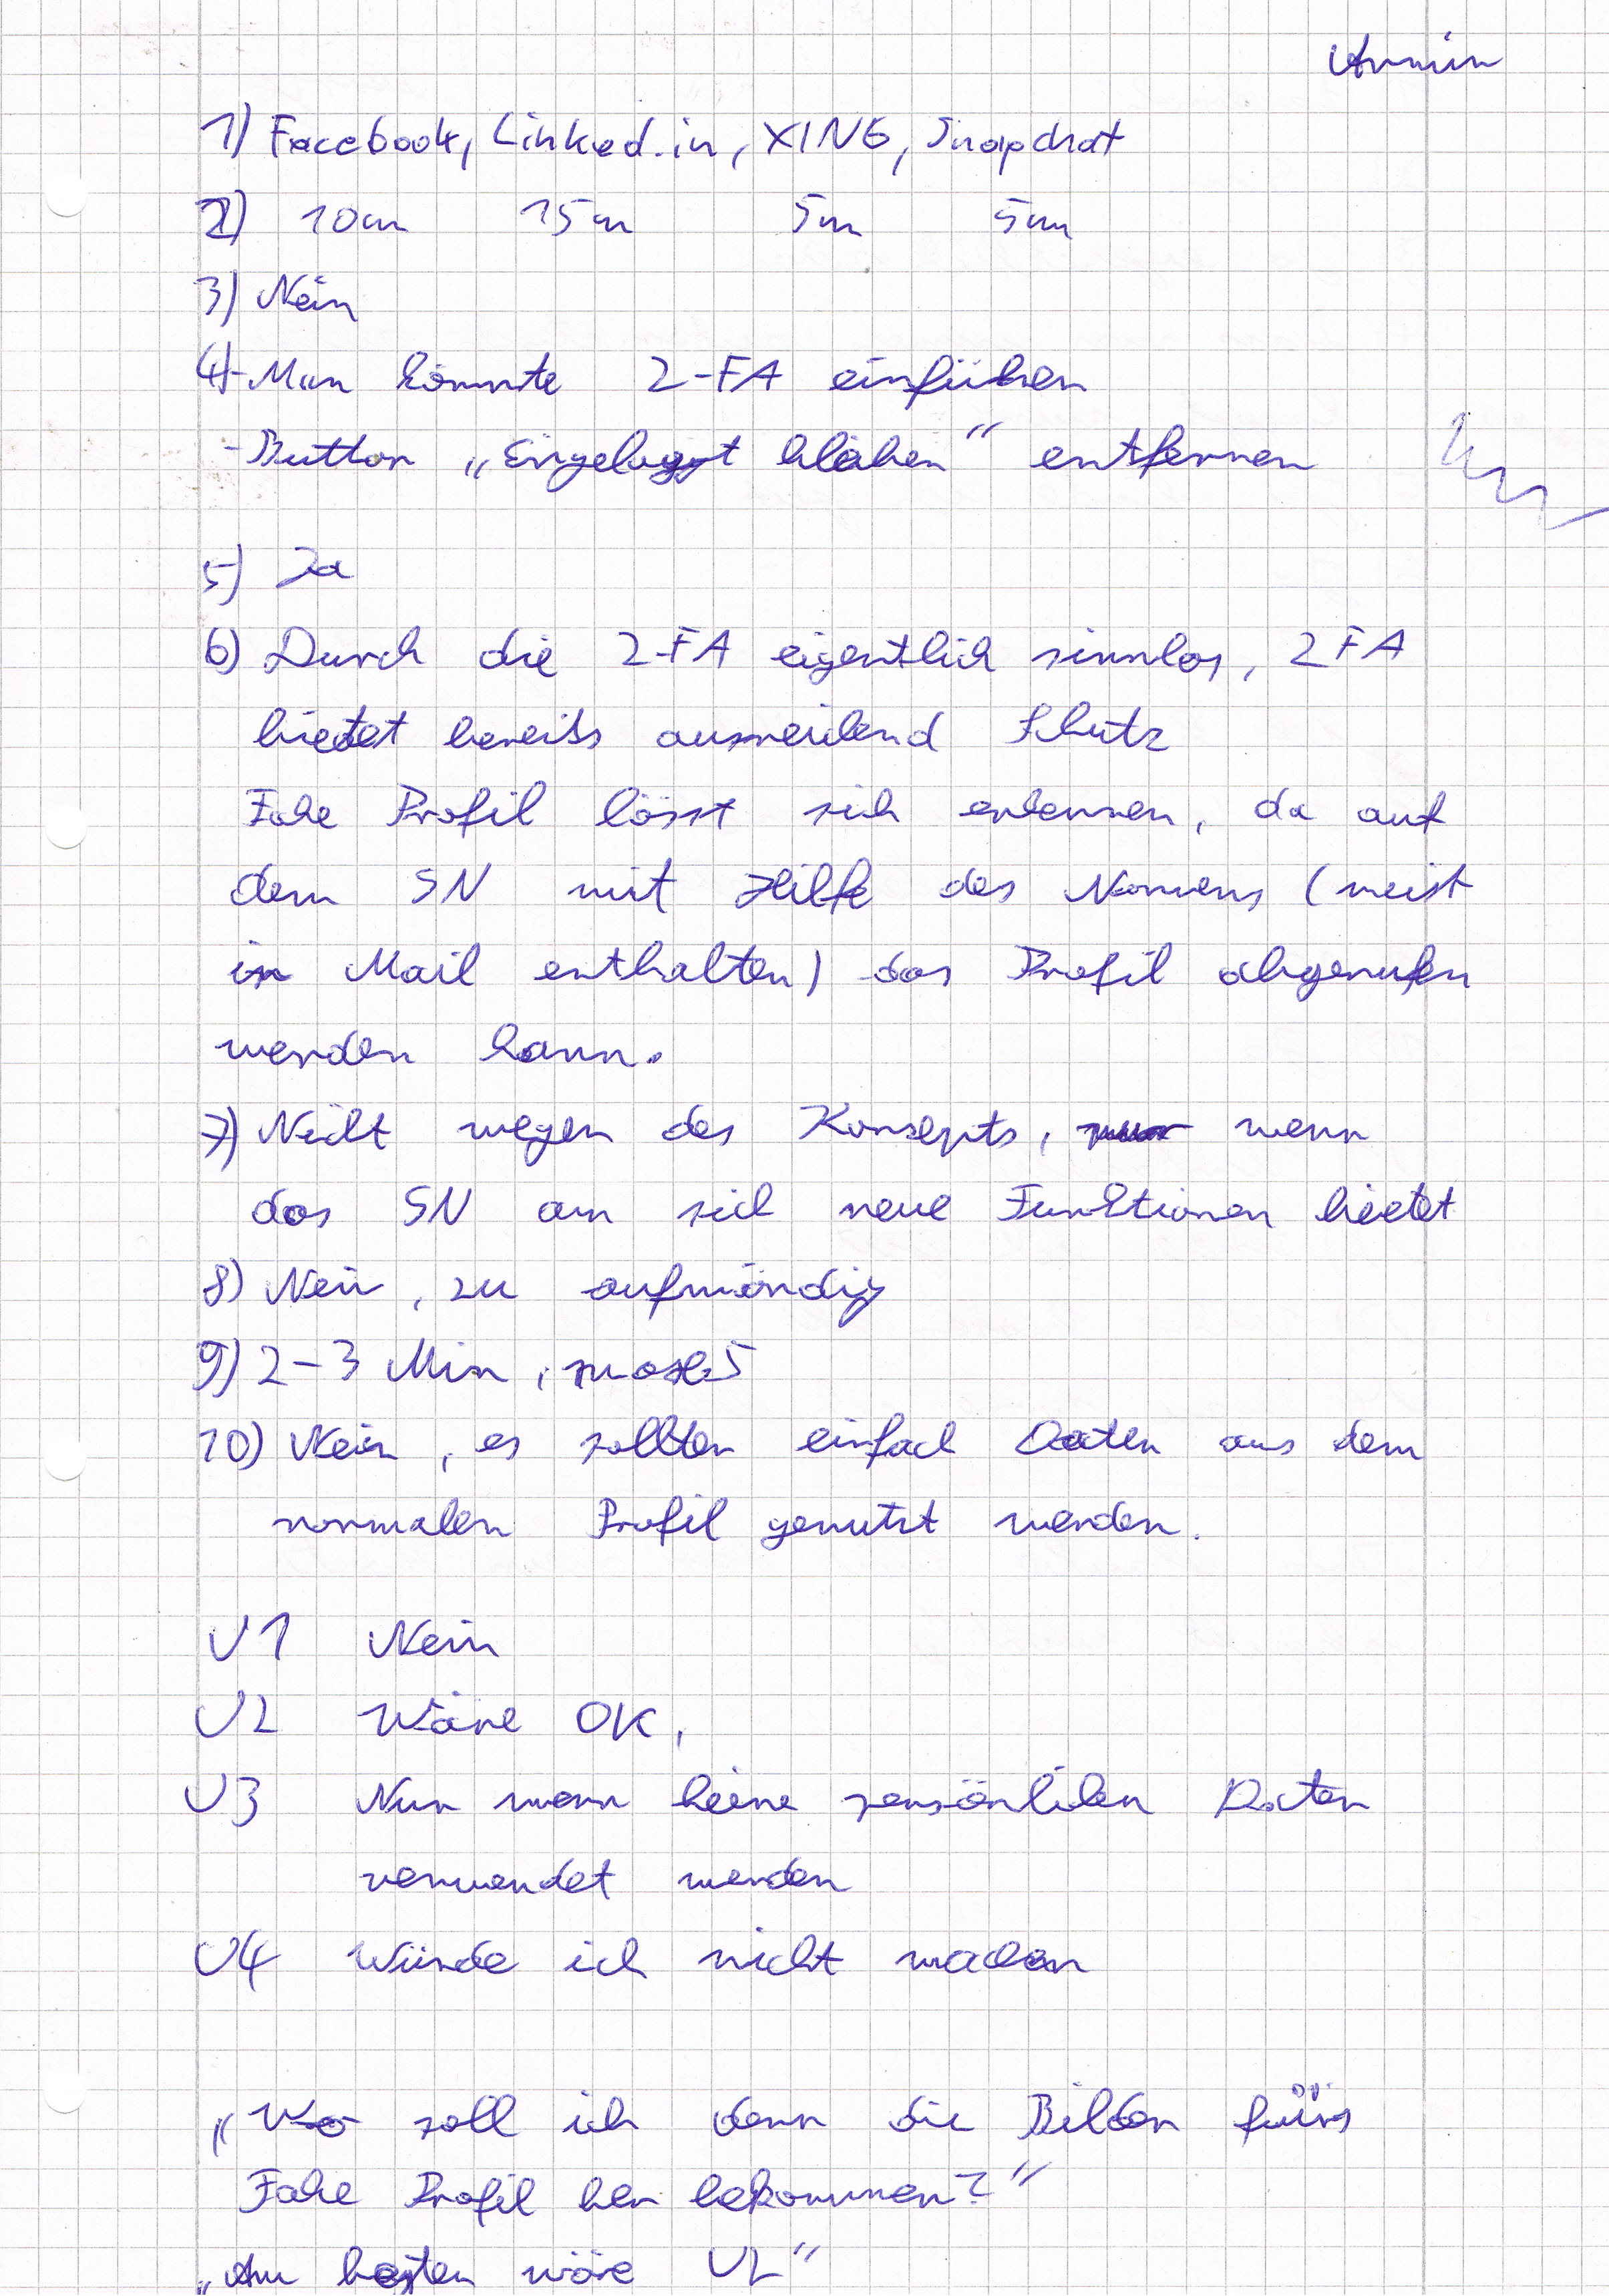 Armin
1) Facebook, Linked.in, XING, Snapchat
2) 10m 15m 5m 5m
3) Nein
4) - Man könnte 2-FA einführen
- Button „Eingeloggt bleiben" entfernen
5) Ja
6) Durch die 2-FA eigentlich sinnlos, 2FA
bietet bereits ausreichend Schutz
Fake Profil lässt sich erkennen, da auf
dem SN mit Hilfe des Namens (meist
in Mail enthalten) das Profil abgerufen
werden kann.
7) Nicht wegen des Konzepts, wenn
das SN an sich neue Funktionen bietet
8) Nein, zu aufwändig
9) 2-3 Min, max 5
10) Nein, es sollten einfach Daten aus dem
normalen Profil genutzt werden.
V1 Nein
V2 Wäre OK,
V3 Nur wenn keine persönlichen Daten
verwendet werden
V4 Würde ich nicht machen
„Wo soll ich denn die Bilder fürs
Fake Profil her bekommen?"
„Am besten wäre V2"